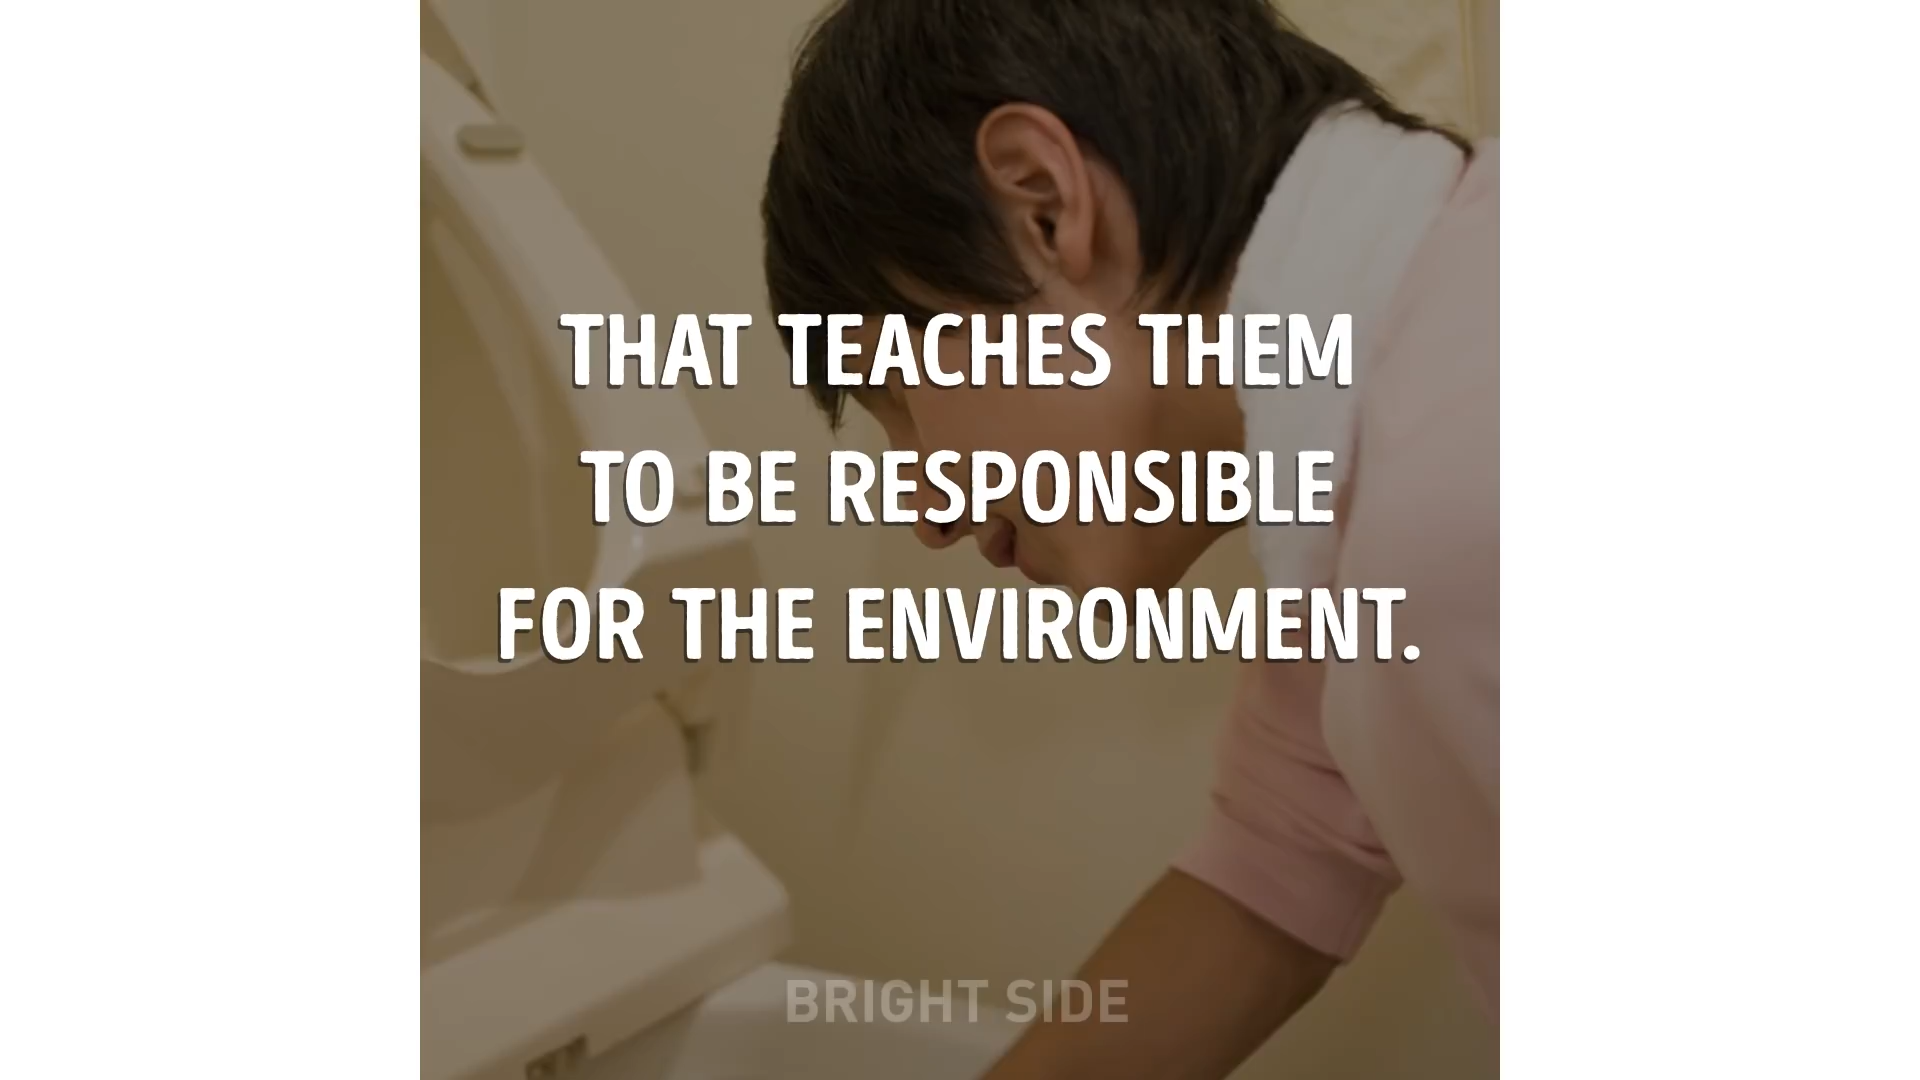 THAT TEACHES THEM
TO BE RESPONSIBLE
FOR THE ENVIRONMENT.
BRIGHT SIDE